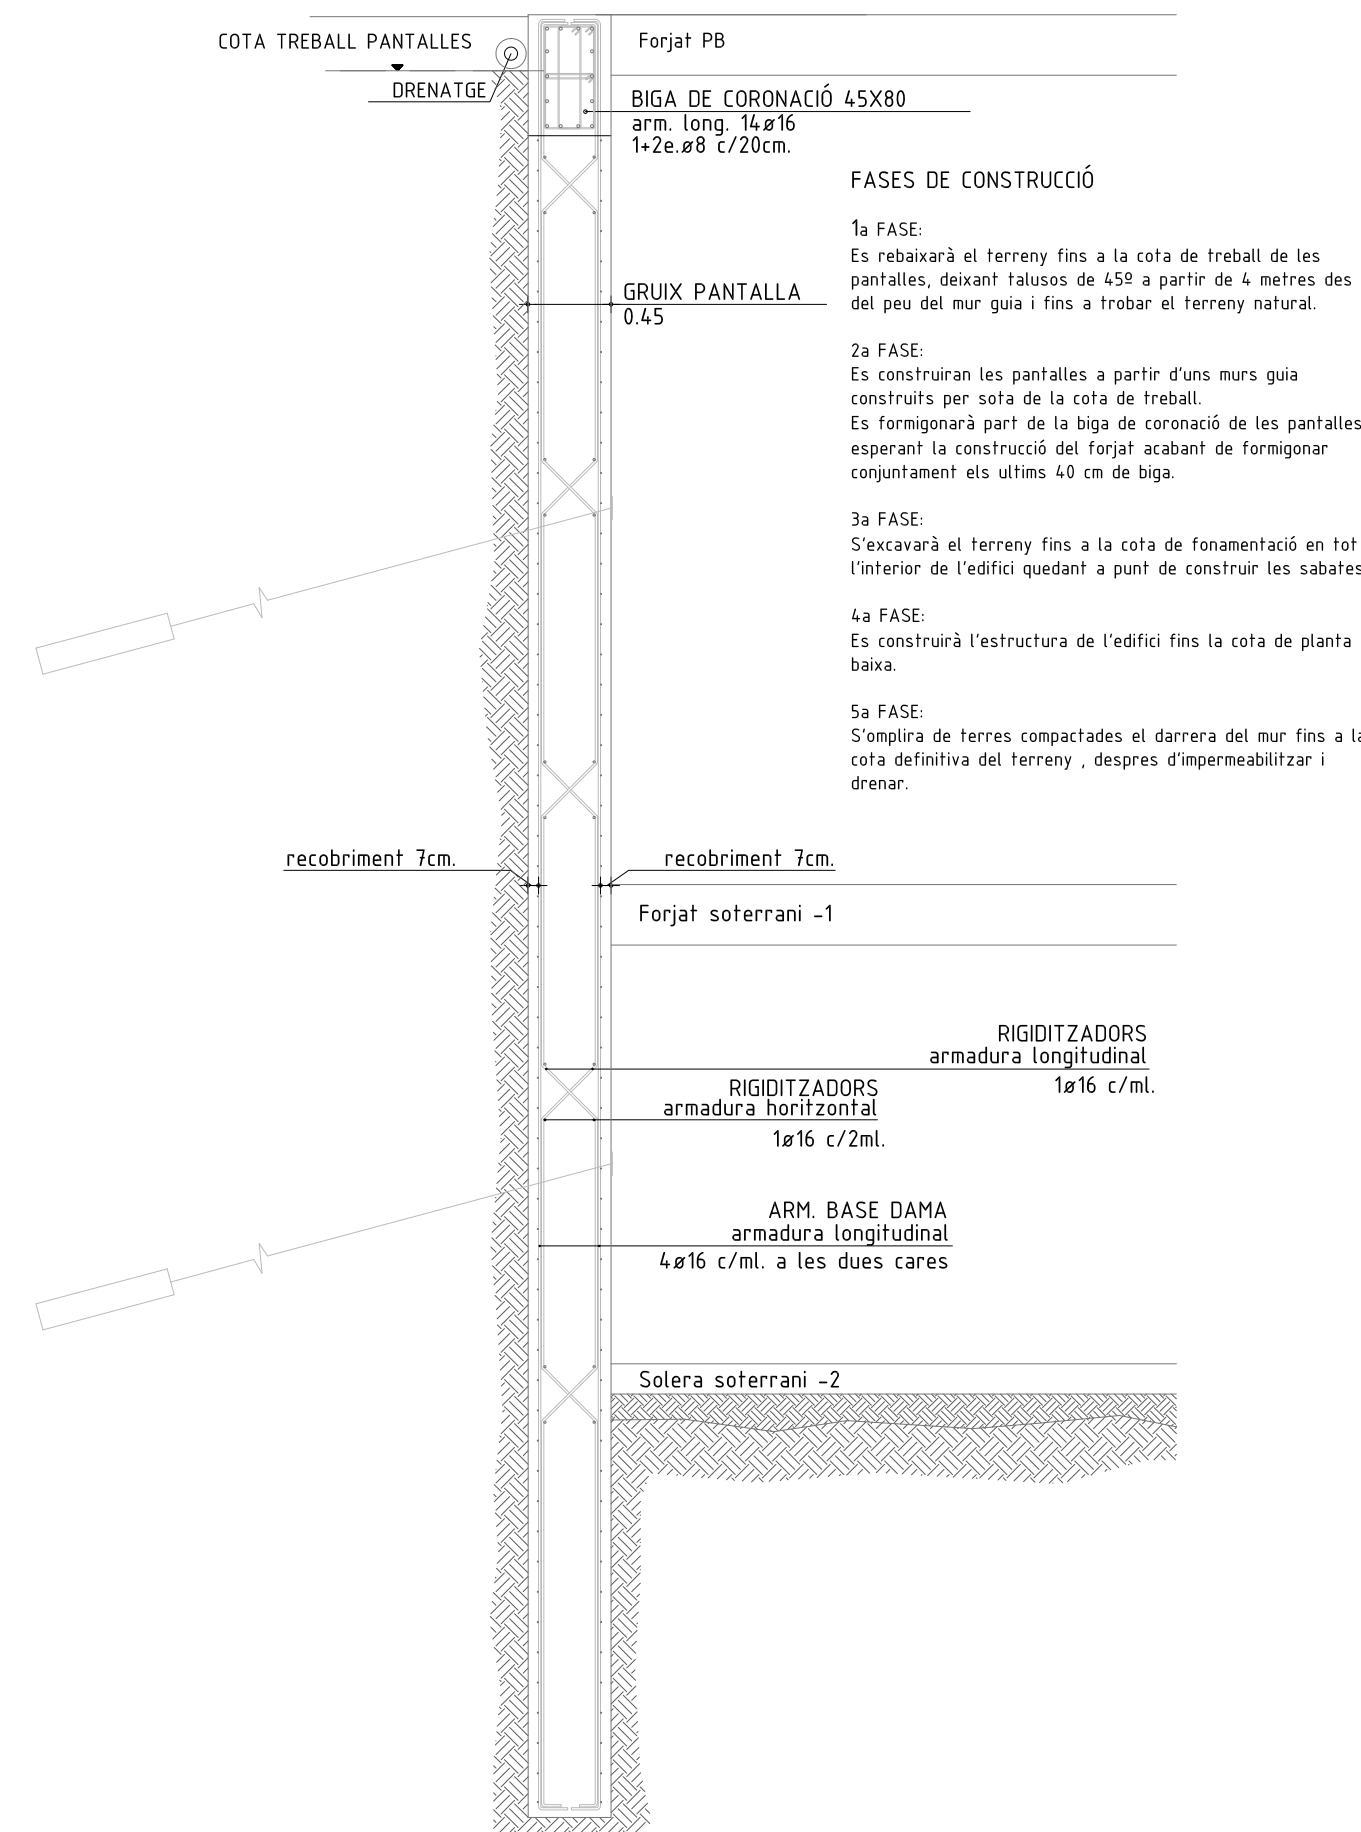 COTA TREBALL PANTALLES
DRENATGE
Forjat PB
BIGA DE CORONACIÓ 45X80
arm. long. 14ø16
1+2e.ø8 c/20cm.
GRUIX PANTALLA
0.45
FASES DE CONSTRUCCIÓ
1a FASE:
Es rebaixarà el terreny fins a la cota de treball de les
pantalles, deixant talusos de 45º a partir de 4 metres des
del peu del mur guia i fins a trobar el terreny natural.
2a FASE:
Es construiran les pantalles a partir d'uns murs guia
construits per sota de la cota de treball.
Es formigonarà part de la biga de coronació de les pantalles
esperant la construcció del forjat acabant de formigonar
conjuntament els ultims 40 cm de biga.
3a FASE:
S'excavarà el terreny fins a la cota de fonamentació en tot
l'interior de l'edifici quedant a punt de construir les sabates
4a FASE:
Es construirà l'estructura de l'edifici fins la cota de planta
baixa.
5a FASE:
S'omplira de terres compactades el darrera del mur fins a la
cota definitiva del terreny , despres d'impermeabilitzar i
drenar.
recobriment 7cm.
recobriment 7cm.
Forjat soterrani -1
RIGIDITZADORS
armadura longitudinal
1ø16 c/ml.
RIGIDITZADORS
armadura horitzontal
1ø16 c/2ml.
ARM. BASE DAMA
armadura longitudinal
4ø16 c/ml. a les dues cares
Solera soterrani -2